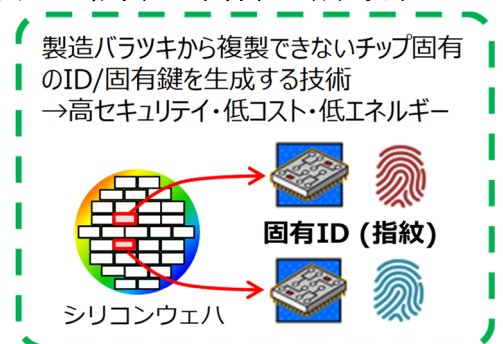 製造バラツキから複製できないチップ固有
のID/固有鍵を生成する技術
→高セキュリテイ・低コスト・低エネルギー
固有ID (指紋)
シリコンウェハ